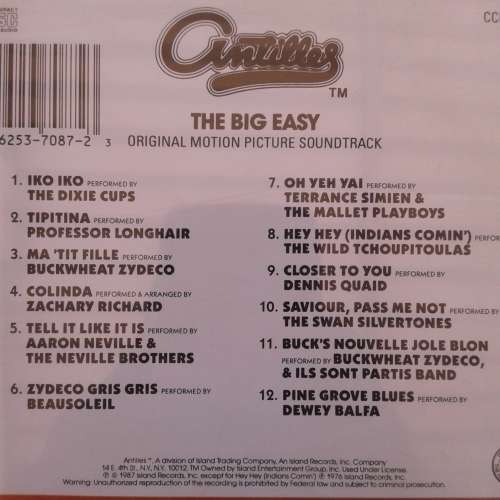 COMPACT
DISC
DIGITAL AUDIO
CC
Antilles
TM
6253-7087-2 3
THE BIG EASY
ORIGINAL MOTION PICTURE SOUNDTRACK
1. IKO IKO PERFORMED BY
THE DIXIE CUPS
2. TIPITINA PERFORMED BY
PROFESSOR LONGHAIR
3. MA 'TIT FILLE PERFORMED BY
BUCKWHEAT ZYDECO
4. COLINDA PERFORMED & ARRANGED BY
ZACHARY RICHARD
5. TELL IT LIKE IT IS PERFORMED BY
AARON NEVILLE &
THE NEVILLE BROTHERS
6. ZYDECO GRIS GRIS PERFORMED BY
BEAUSOLEIL
7. OH YEH YAI PERFORMED BY
TERRANCE SIMIEN &
THE MALLET PLAYBOYS
8. HEY HEY (INDIANS COMIN') PERFO
THE WILD TCHOUPITOULAS
9. CLOSER TO YOU PERFORMED BY
DENNIS QUAID
10. SAVIOUR, PASS ME NOT PERFORMED BY
THE SWAN SILVERTONES
11. BUCK'S NOUVELLE JOLE BLON
PERFORMED BY BUCKWHEAT ZYDECO,
& ILS SONT PARTIS BAND
12. PINE GROVE BLUES PERFORMED BY
DEWEY BALFA
Antilles™, A division of Island Trading Company, An Island Records, Inc. Company
14 E. 4th St., N.Y., N.Y. 10012. TM Owned by Island Entertainment Group, Inc. Used Under License.
℗ © 1987 Island Records, Inc. except for Hey Hey (Indians Comin') ℗ 1976 Island Records, Inc.
Warning: Unauthorized reproduction of the recording is prohibited by Federal law and subject to criminal prosecution.